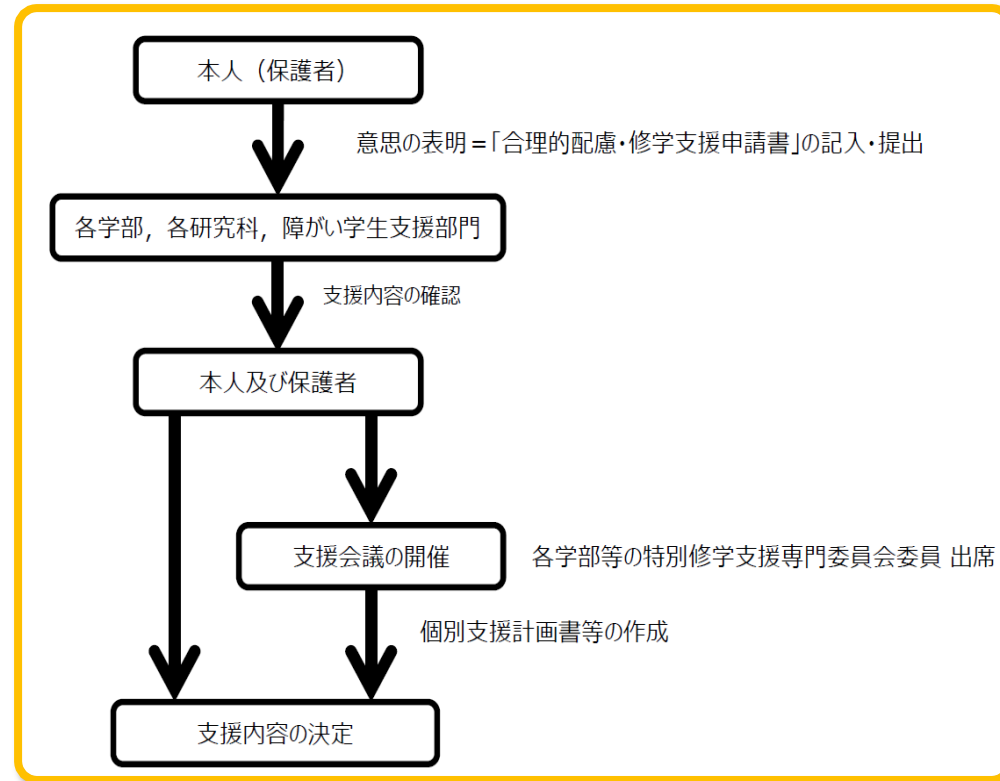 本人（保護者）
意思の表明＝「合理的配慮・修学支援申請書」の記入・提出
各学部，各研究科，障がい学生支援部門
支援内容の確認
本人及び保護者
支援会議の開催
各学部等の特別修学支援専門委員会委員 出席
個別支援計画書等の作成
支援内容の決定